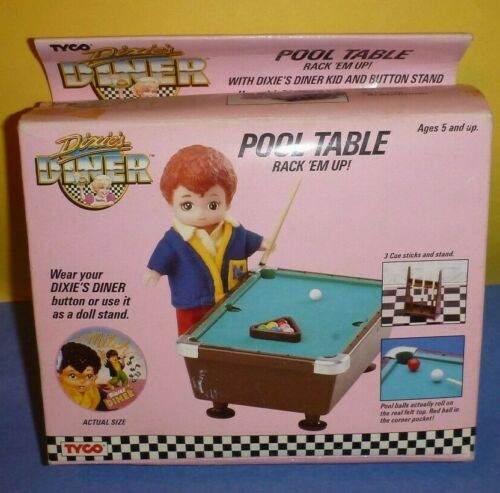 TYCO
Dixie's
DINER
POOL TABLE
RACK 'EM UP!
WITH DIXIE'S DINER KID AND BUTTON STAND
Dixie's
DINER
POOL TABLE
RACK 'EM UP!
Ages 5 and up.
3 Cue sticks and stand.
Wear your
DIXIE'S DINER
button or use it
as a doll stand.
DINER
ACTUAL SIZE
Pool balls actually roll on
the real felt top. Red ball in
the corner pocket!
TYCO
TYCO